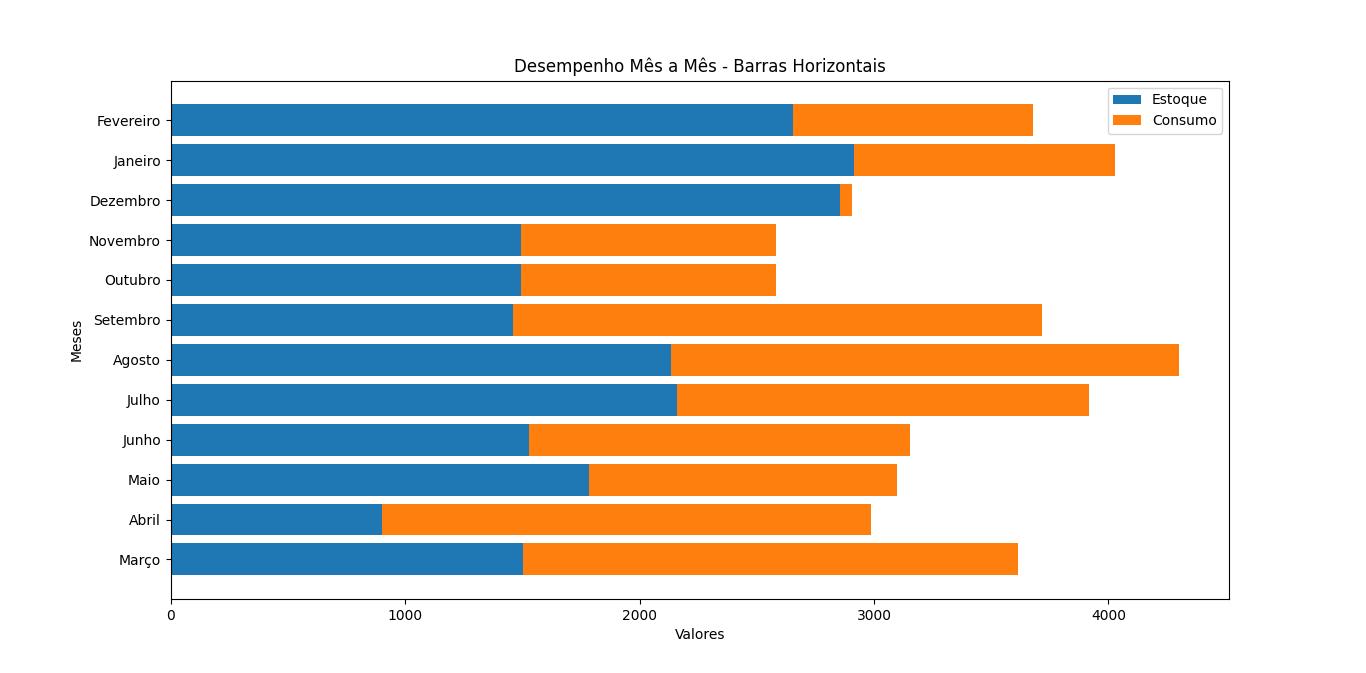 Desempenho Mês a Mês - Barras Horizontais
Estoque
Consumo
Fevereiro
Janeiro
Dezembro
Novembro
Outubro
Setembro
Agosto
Julho
Junho
Maio
Abril
Março
Meses
0 1000 2000 3000 4000
Valores